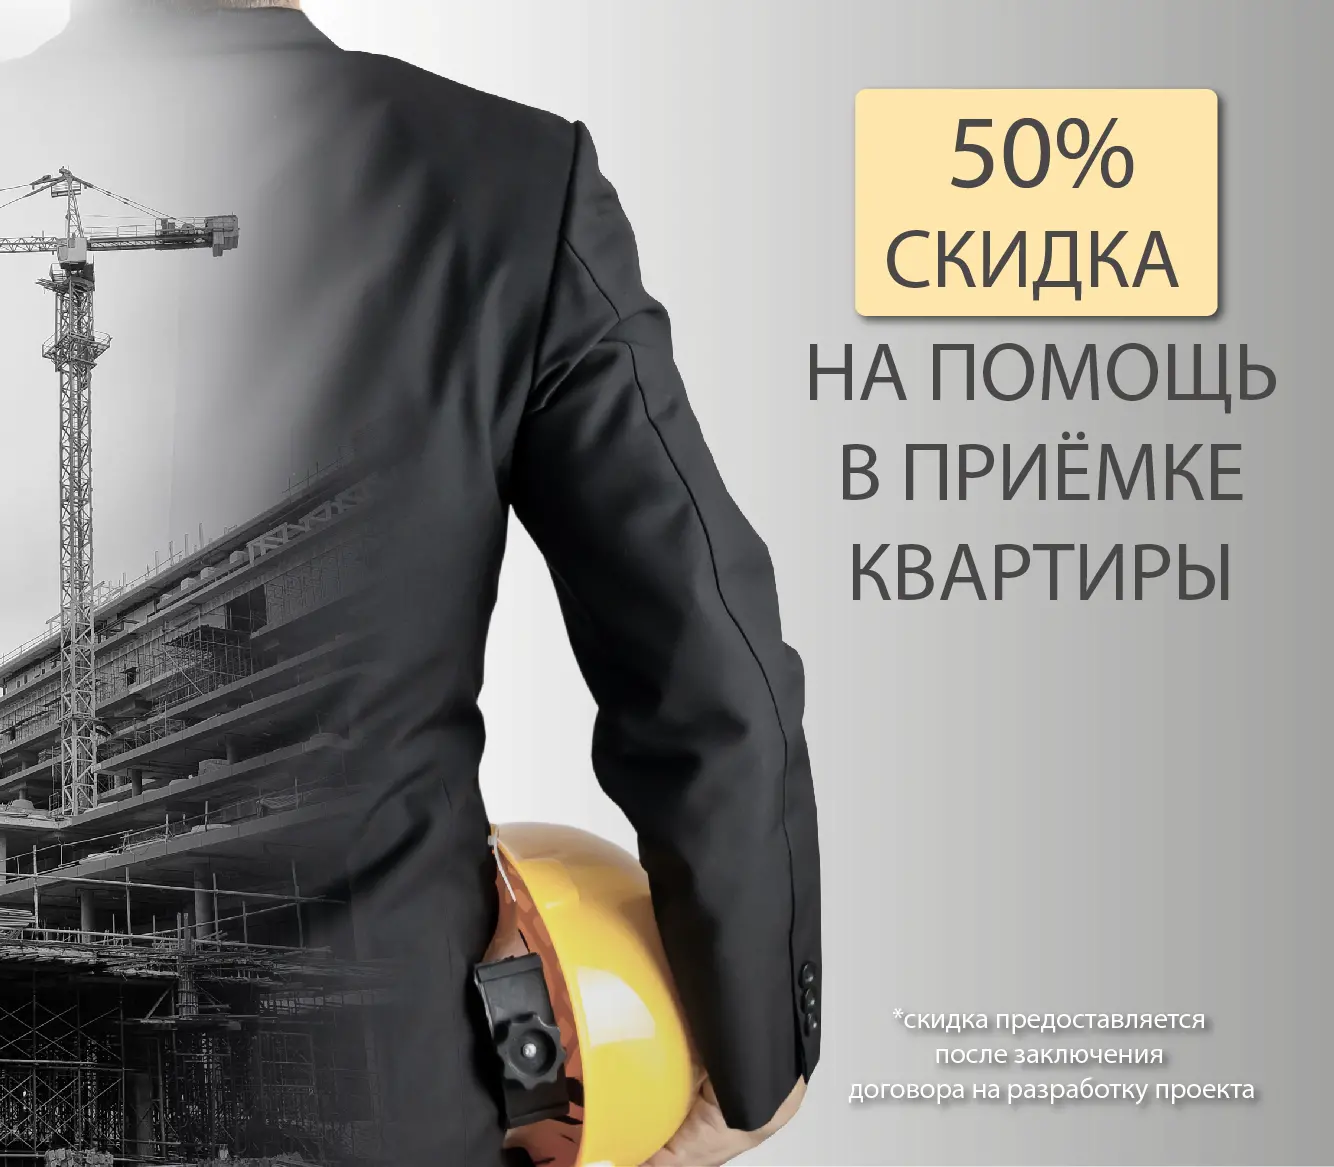 50%
СКИДКА
НА ПОМОЩЬ
В ПРИЁМКЕ
КВАРТИРЫ
*скидка предоставляется
после заключения
договора на разработку проекта